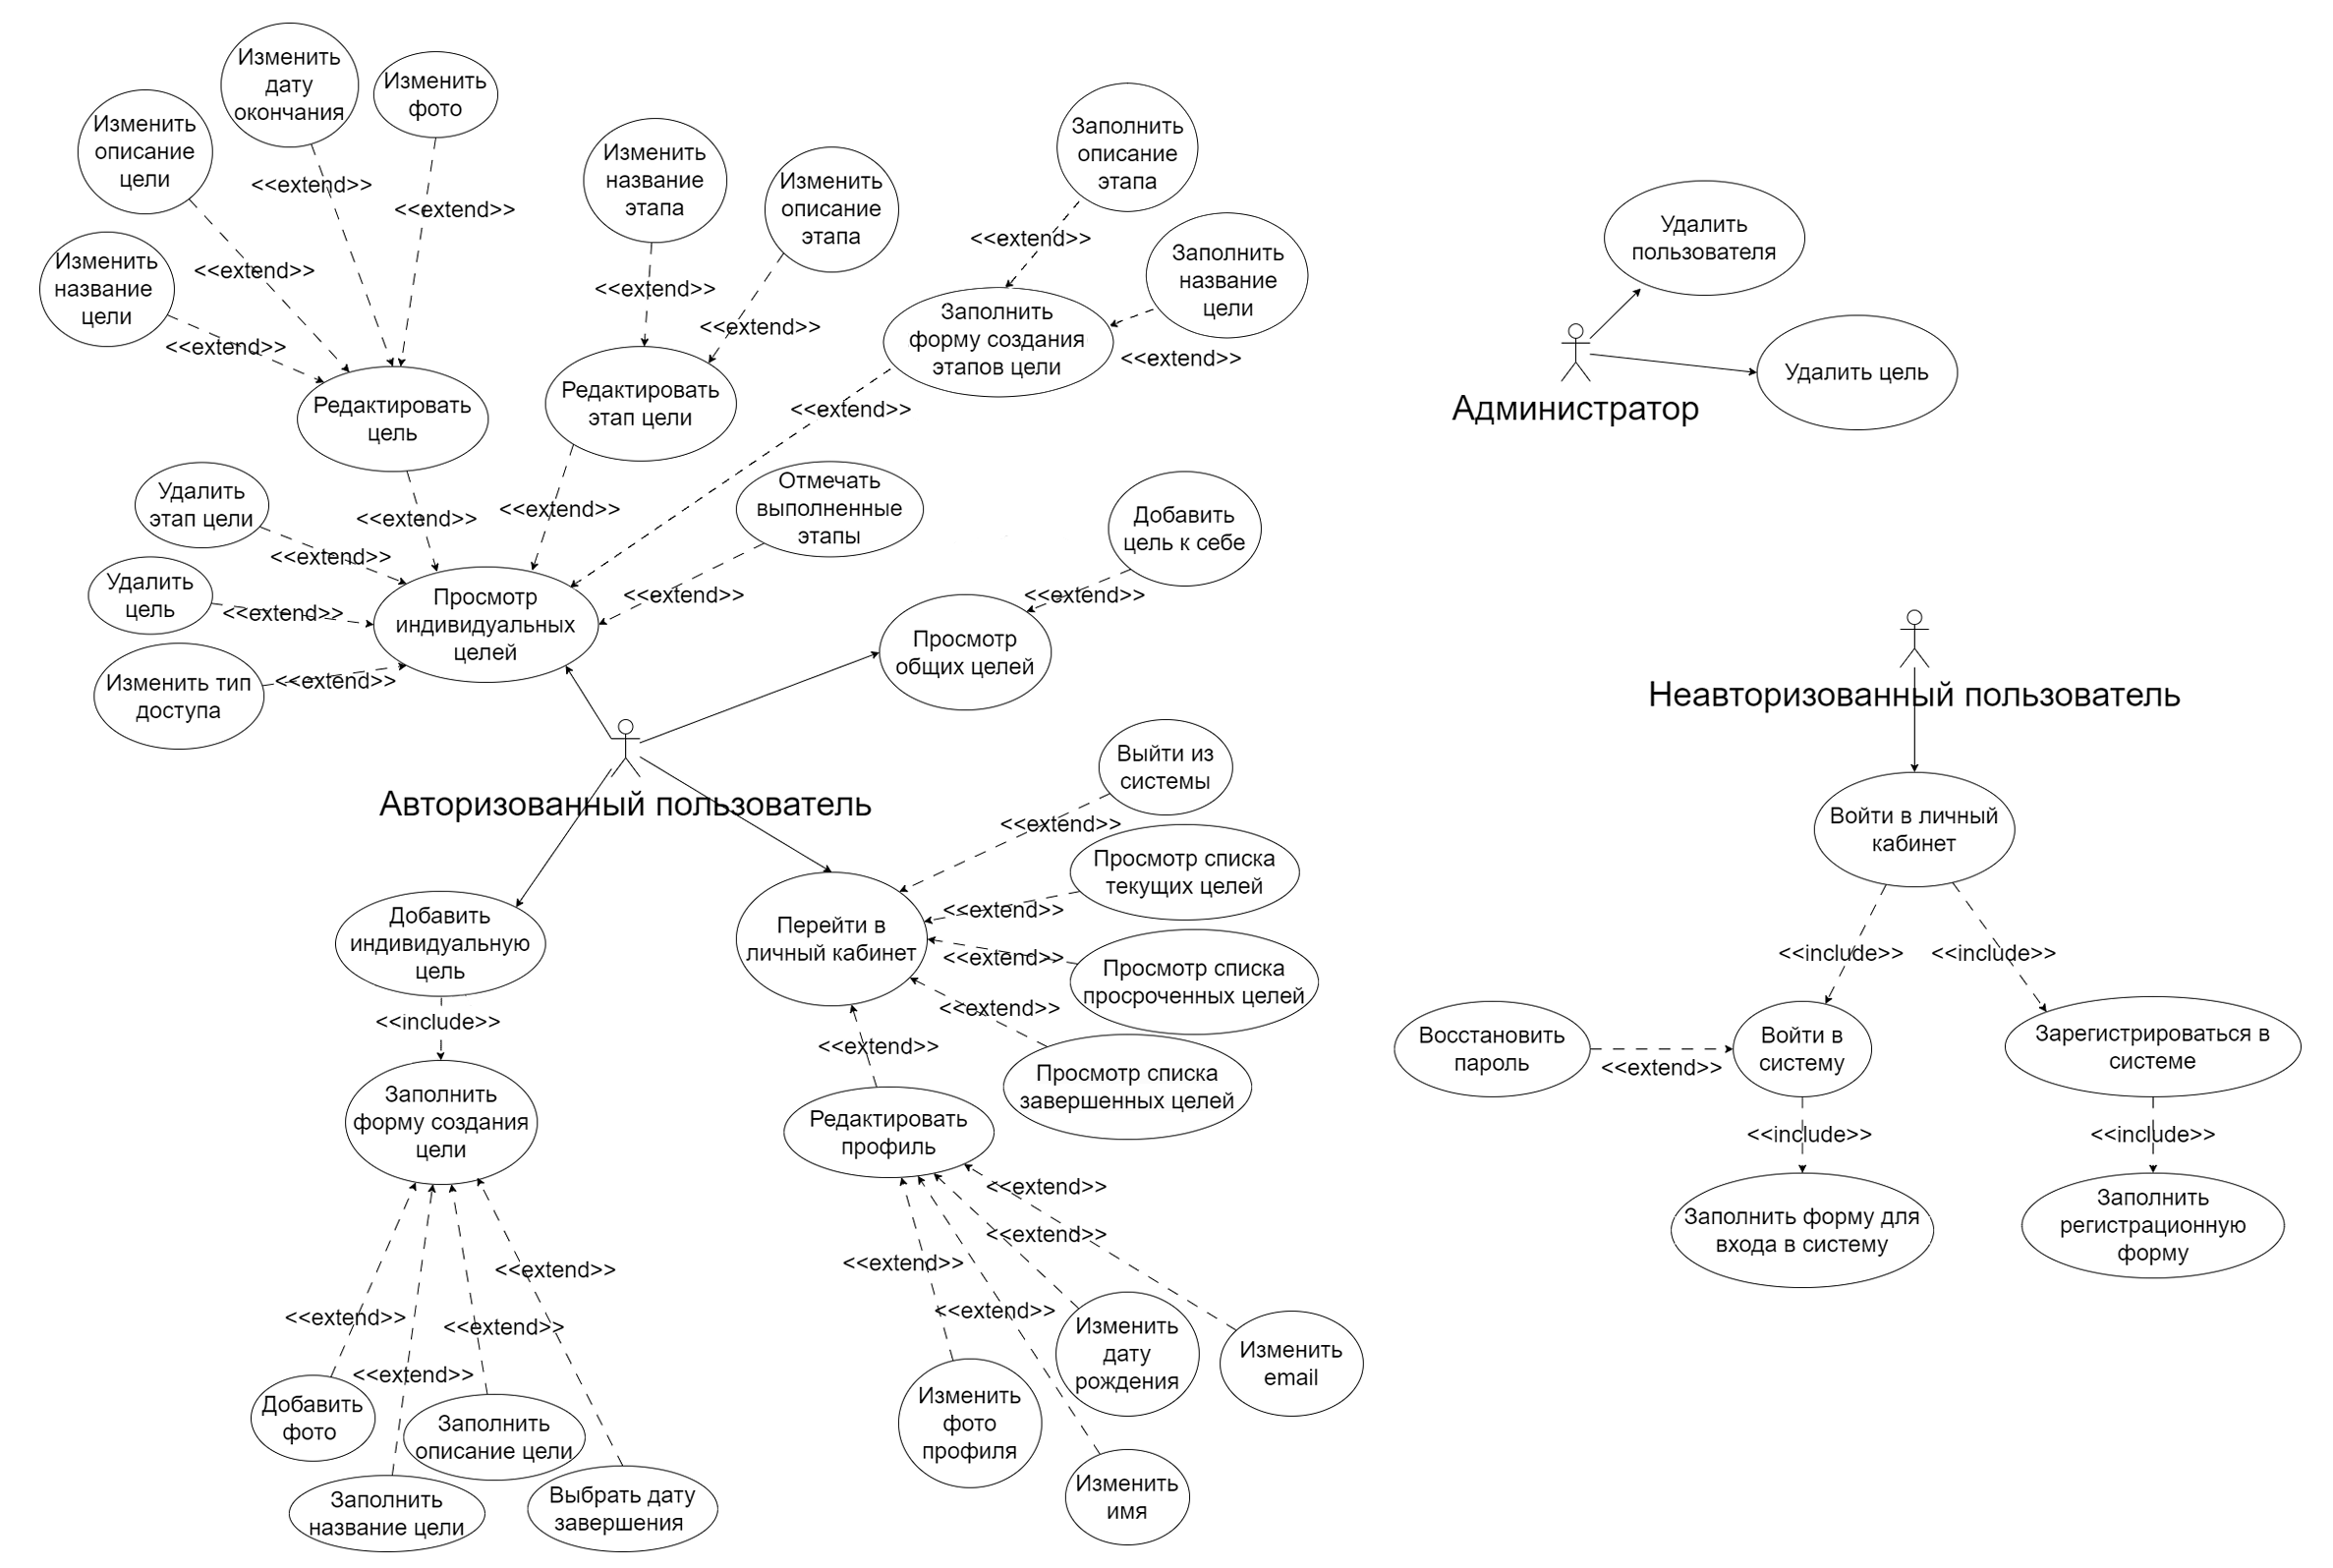 Изменить
дату
окончания
Изменить
фото
Изменить
описание
цели
<<extend>>
<<extend>>
Изменить
название
цели
<<extend>>
<<extend>>
Редактировать
цель
Изменить
название
этапа
Изменить
описание
этапа
<<extend>>
<<extend>>
Редактировать
этап цели
Заполнить
описание
этапа
<<extend>>
Заполнить
название
цели
<<extend>>
Заполнить
форму создания
этапов цели
<<extend>>
Удалить
этап цели
<<extend>>
<<extend>>
<<extend>>
Отмечать
выполненные
этапы
<<extend>>
Удалить
цель
<<extend>>
Просмотр
индивидуальных
целей
Изменить тип
доступа
<<extend>>
Добавить
цель к себе
<<extend>>
Просмотр
общих целей
Авторизованный пользователь
Выйти из
системы
<<extend>>
Просмотр списка
текущих целей
<<extend>>
Перейти в
личный кабинет
<<extend>>
Просмотр списка
просроченных целей
<<extend>>
Просмотр списка
завершенных целей
<<extend>>
Редактировать
профиль
<<extend>>
<<extend>>
<<extend>>
<<extend>>
Изменить
дату
рождения
Изменить
email
Изменить
фото
профиля
Изменить
имя
Добавить
индивидуальную
цель
<<include>>
Заполнить
форму создания
цели
<<extend>>
<<extend>>
<<extend>>
<<extend>>
Добавить
фото
Заполнить
описание цели
Заполнить
название цели
Выбрать дату
завершения
Удалить
пользователя
Удалить цель
Администратор
Неавторизованный пользователь
Войти в личный
кабинет
<<include>>
<<include>>
Восстановить
пароль
<<extend>>
Войти в
систему
Зарегистрироваться в
системе
<<include>>
<<include>>
Заполнить форму для
входа в систему
Заполнить
регистрационную
форму